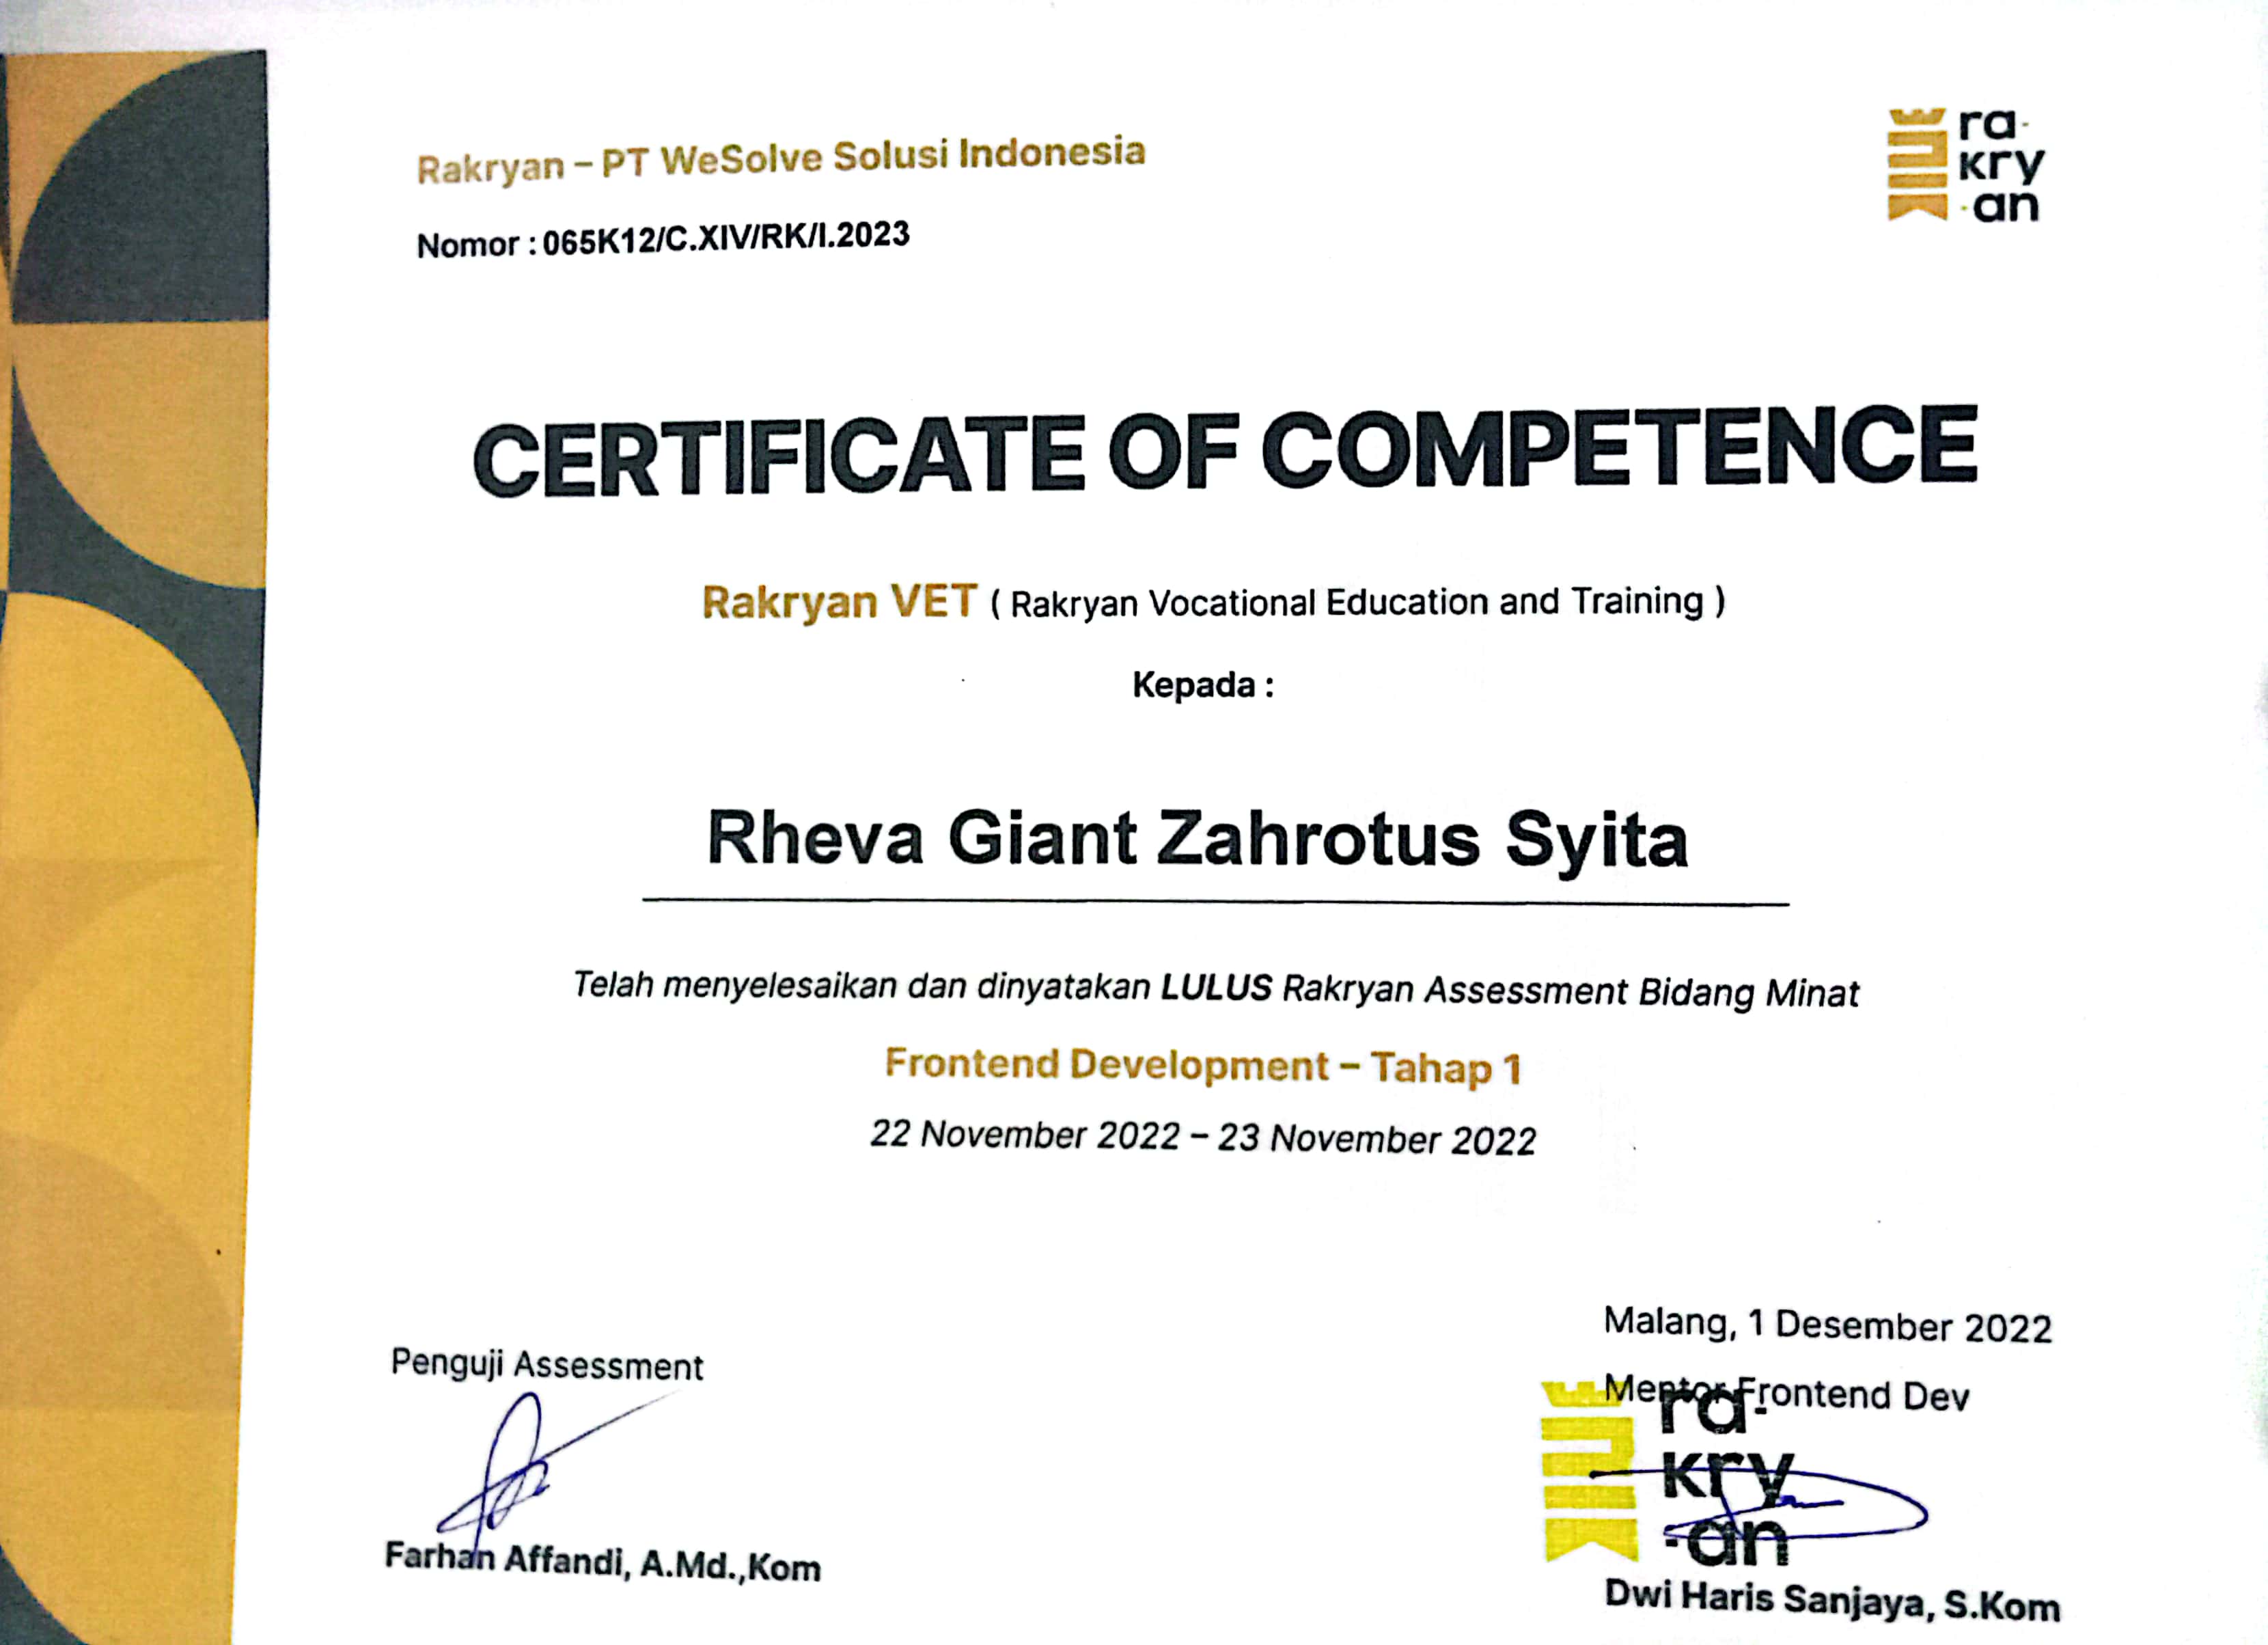 Rakryan – PT WeSolve Solusi Indonesia
Nomor : 065K12/C.XIV/RK/I.2023
ra·
kry
·an
CERTIFICATE OF COMPETENCE
Rakryan VET ( Rakryan Vocational Education and Training )
Kepada :
Rheva Giant Zahrotus Syita
Telah menyelesaikan dan dinyatakan LULUS Rakryan Assessment Bidang Minat
Frontend Development – Tahap 1
22 November 2022 – 23 November 2022
Penguji Assessment
Farhan Affandi, A.Md.,Kom
Malang, 1 Desember 2022
Mentor Frontend Dev
ra·
kry
·an
Dwi Haris Sanjaya, S.Kom